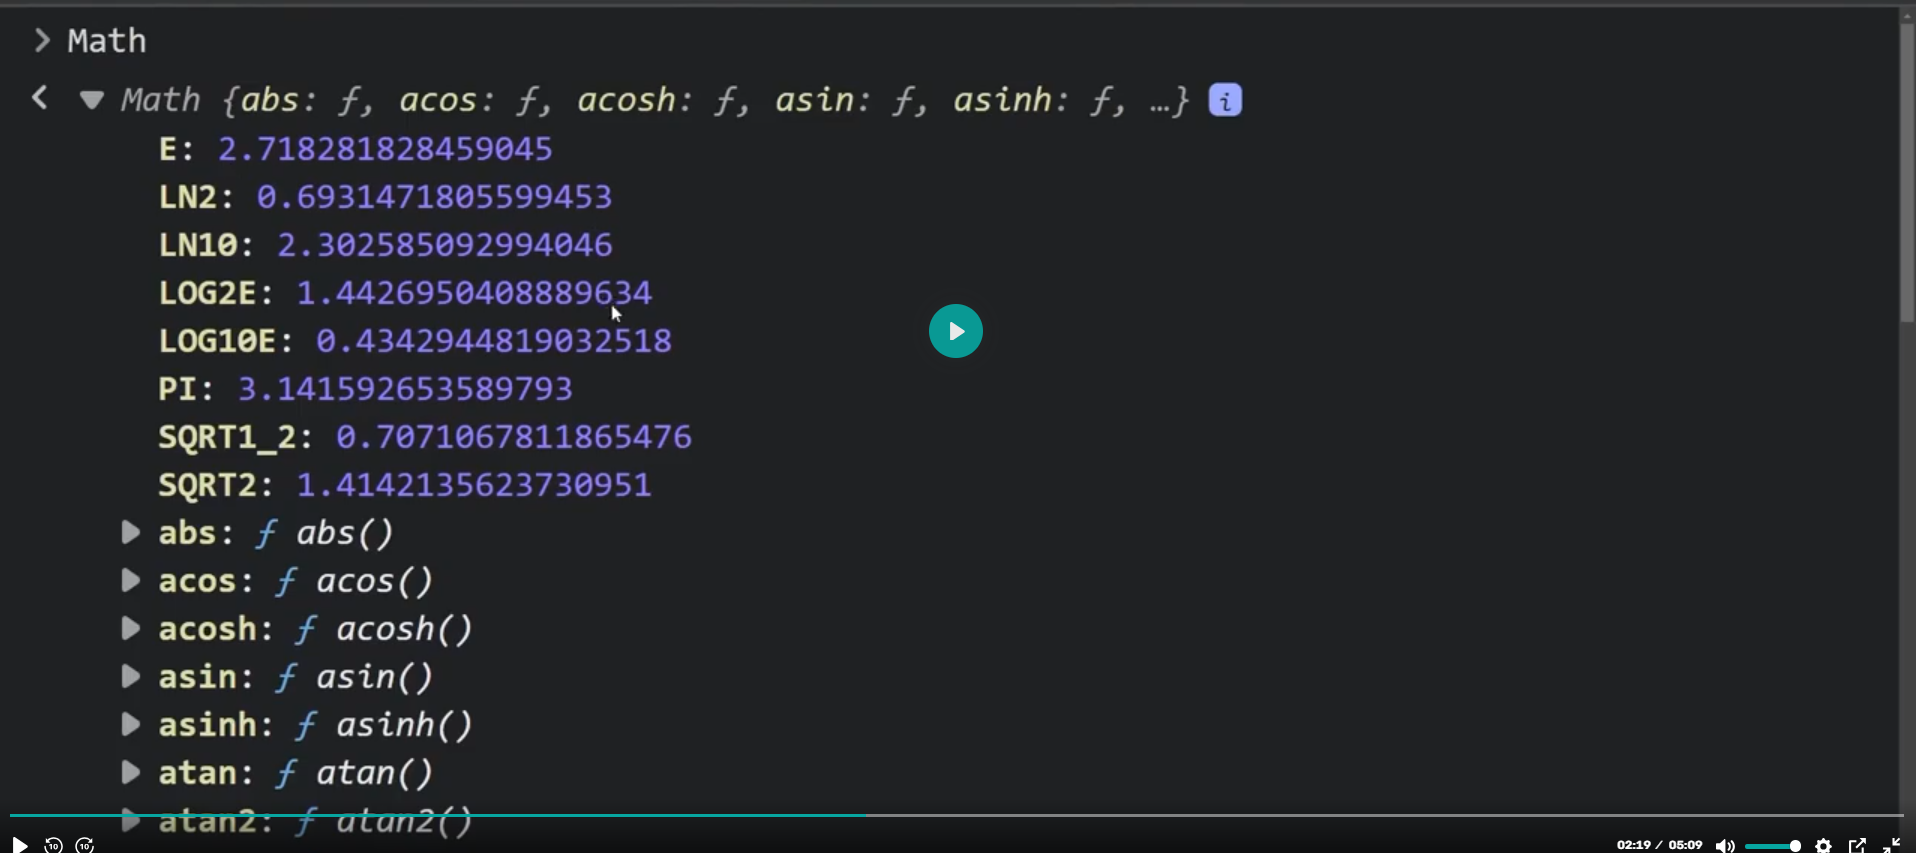 > Math
Math {abs: ƒ, acos: ƒ, acosh: ƒ, asin: ƒ, asinh: ƒ, …} i
E: 2.718281828459045
LN2: 0.6931471805599453
LN10: 2.302585092994046
LOG2E: 1.4426950408889634
LOG10E: 0.4342944819032518
PI: 3.141592653589793
SQRT1_2: 0.7071067811865476
SQRT2: 1.4142135623730951
abs: ƒ abs()
acos: ƒ acos()
acosh: ƒ acosh()
asin: ƒ asin()
asinh: ƒ asinh()
atan: ƒ atan()
atan2: ƒ atan2()
10 10 02:19 / 05:09